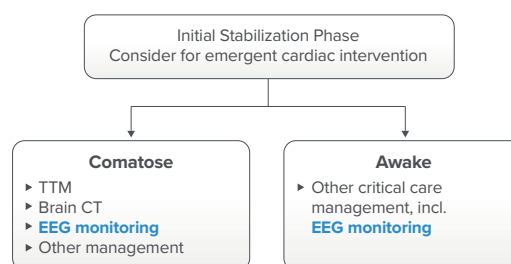 Initial Stabilization Phase
Consider for emergent cardiac intervention
Comatose
▸ TTM
▸ Brain CT
▸ EEG monitoring
▸ Other management
Awake
▸ Other critical care
management, incl.
EEG monitoring